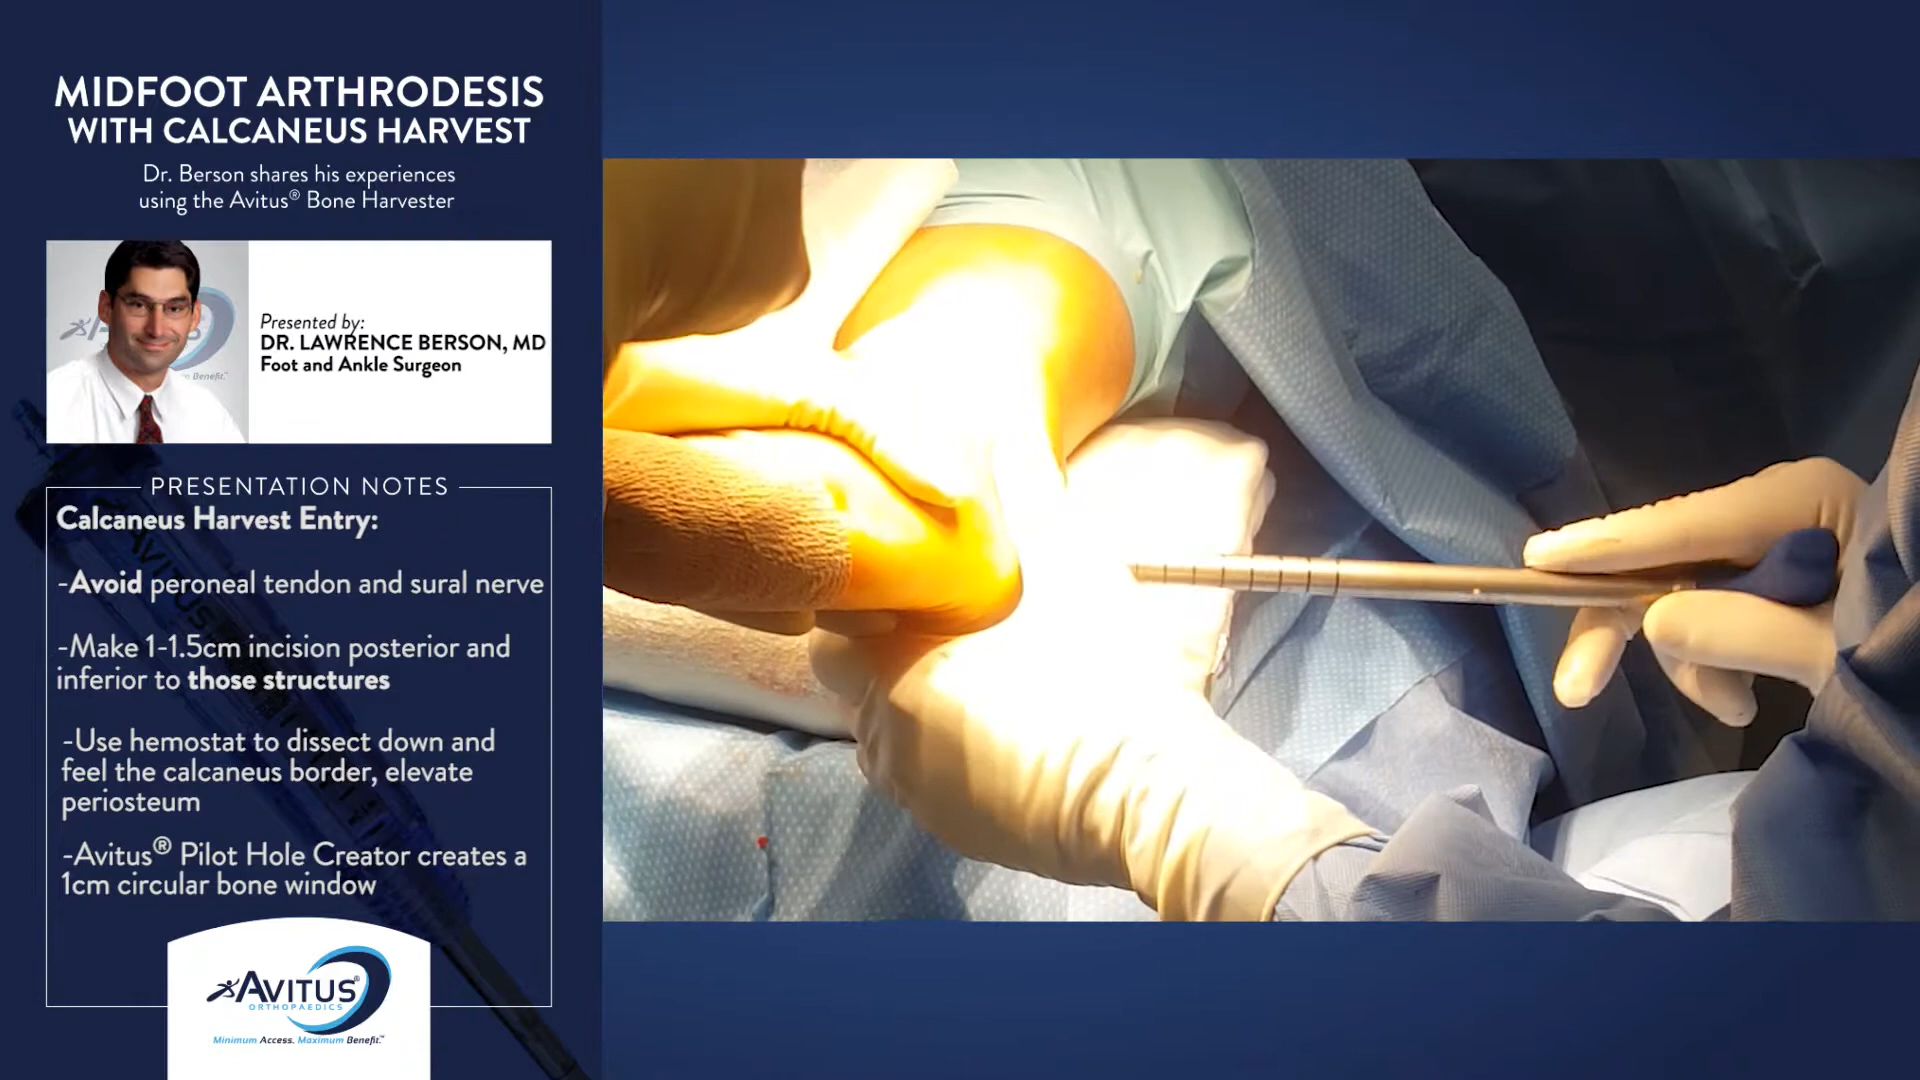 MIDFOOT ARTHRODESIS
WITH CALCANEUS HARVEST
Dr. Berson shares his experiences
using the Avitus® Bone Harvester
Presented by:
DR. LAWRENCE BERSON, MD
Foot and Ankle Surgeon
Benefit.™
PRESENTATION NOTES
Calcaneus Harvest Entry:
-Avoid peroneal tendon and sural nerve
-Make 1-1.5cm incision posterior and
inferior to those structures
-Use hemostat to dissect down and
feel the calcaneus border, elevate
periosteum
-Avitus® Pilot Hole Creator creates a
1cm circular bone window
AVITUS®
ORTHOPAEDICS
Minimum Access. Maximum Benefit.™